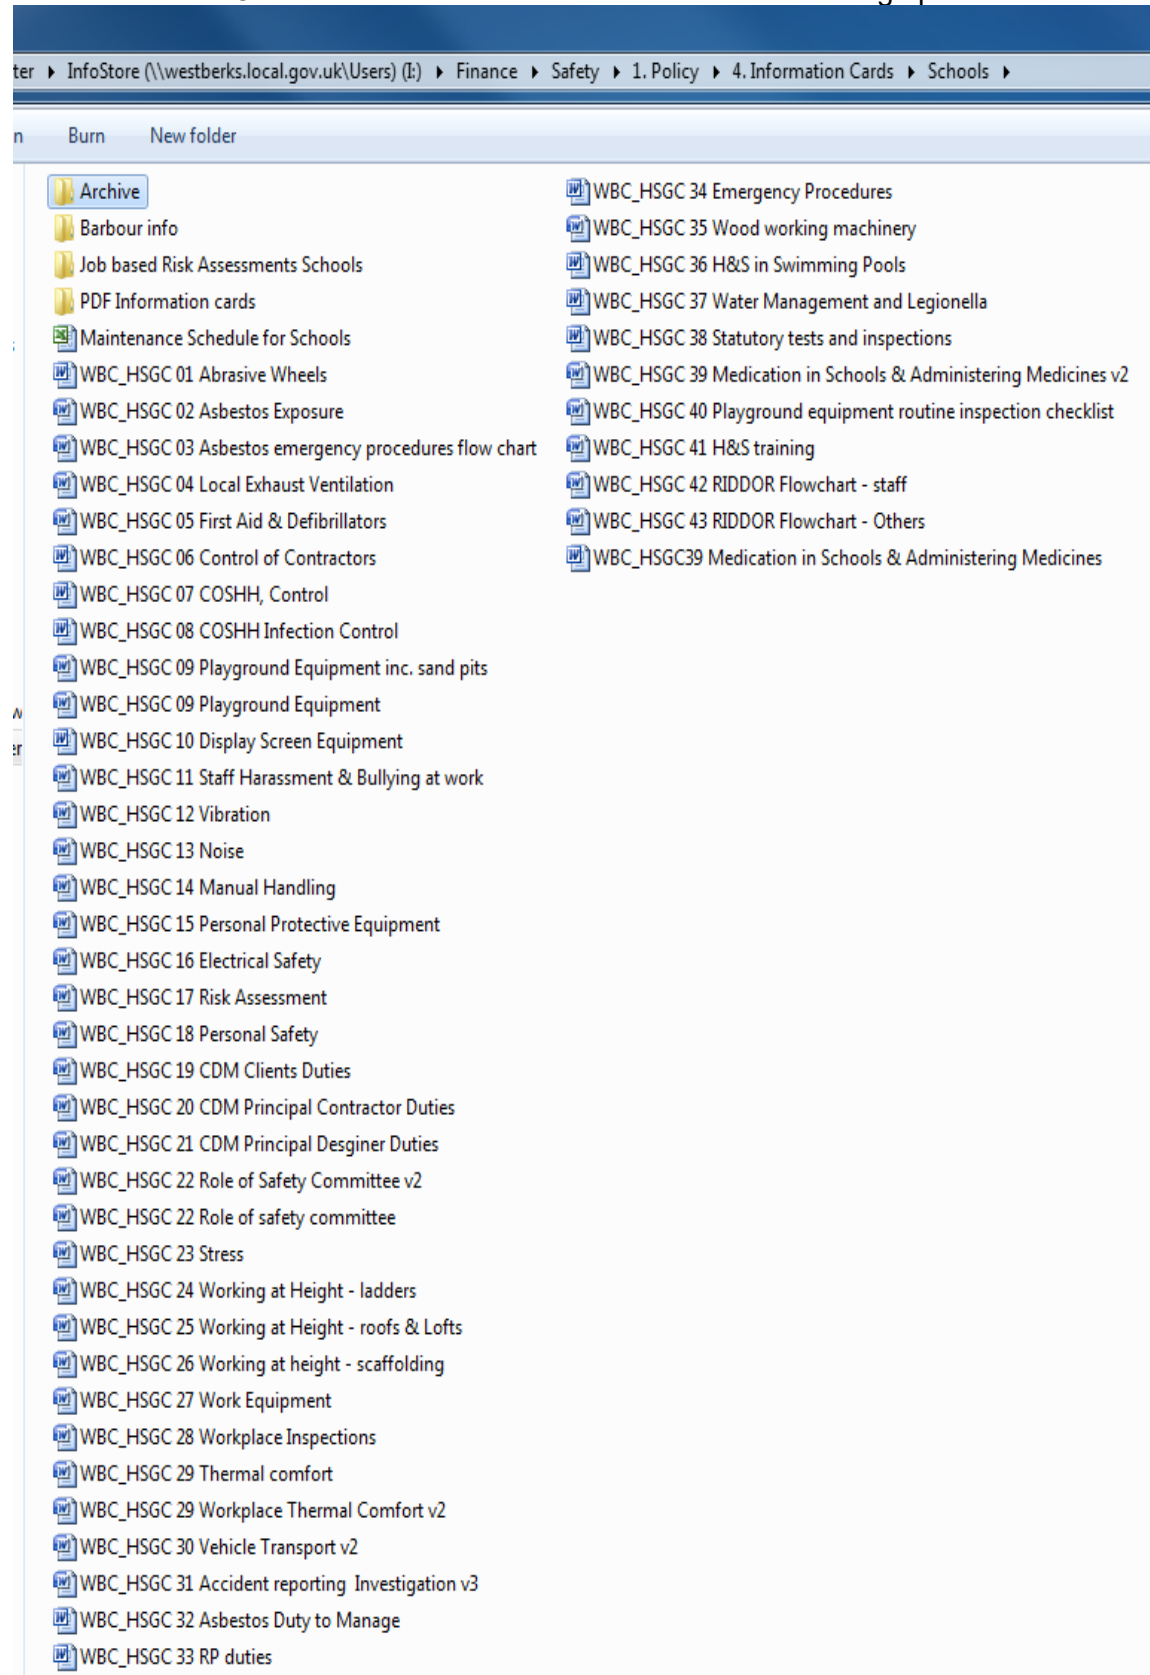 ter ▸ InfoStore (\\westberks.local.gov.uk\Users) (I:) ▸ Finance ▸ Safety ▸ 1. Policy ▸ 4. Information Cards ▸ Schools ▸
n Burn New folder
Archive
Barbour info
Job based Risk Assessments Schools
PDF Information cards
Maintenance Schedule for Schools
WBC_HSGC 01 Abrasive Wheels
WBC_HSGC 02 Asbestos Exposure
WBC_HSGC 03 Asbestos emergency procedures flow chart
WBC_HSGC 04 Local Exhaust Ventilation
WBC_HSGC 05 First Aid & Defibrillators
WBC_HSGC 06 Control of Contractors
WBC_HSGC 07 COSHH, Control
WBC_HSGC 08 COSHH Infection Control
WBC_HSGC 09 Playground Equipment inc. sand pits
WBC_HSGC 09 Playground Equipment
WBC_HSGC 10 Display Screen Equipment
WBC_HSGC 11 Staff Harassment & Bullying at work
WBC_HSGC 12 Vibration
WBC_HSGC 13 Noise
WBC_HSGC 14 Manual Handling
WBC_HSGC 15 Personal Protective Equipment
WBC_HSGC 16 Electrical Safety
WBC_HSGC 17 Risk Assessment
WBC_HSGC 18 Personal Safety
WBC_HSGC 19 CDM Clients Duties
WBC_HSGC 20 CDM Principal Contractor Duties
WBC_HSGC 21 CDM Principal Desginer Duties
WBC_HSGC 22 Role of Safety Committee v2
WBC_HSGC 22 Role of safety committee
WBC_HSGC 23 Stress
WBC_HSGC 24 Working at Height - ladders
WBC_HSGC 25 Working at Height - roofs & Lofts
WBC_HSGC 26 Working at height - scaffolding
WBC_HSGC 27 Work Equipment
WBC_HSGC 28 Workplace Inspections
WBC_HSGC 29 Thermal comfort
WBC_HSGC 29 Workplace Thermal Comfort v2
WBC_HSGC 30 Vehicle Transport v2
WBC_HSGC 31 Accident reporting  Investigation v3
WBC_HSGC 32 Asbestos Duty to Manage
WBC_HSGC 33 RP duties
WBC_HSGC 34 Emergency Procedures
WBC_HSGC 35 Wood working machinery
WBC_HSGC 36 H&S in Swimming Pools
WBC_HSGC 37 Water Management and Legionella
WBC_HSGC 38 Statutory tests and inspections
WBC_HSGC 39 Medication in Schools & Administering Medicines v2
WBC_HSGC 40 Playground equipment routine inspection checklist
WBC_HSGC 41 H&S training
WBC_HSGC 42 RIDDOR Flowchart - staff
WBC_HSGC 43 RIDDOR Flowchart - Others
WBC_HSGC39 Medication in Schools & Administering Medicines